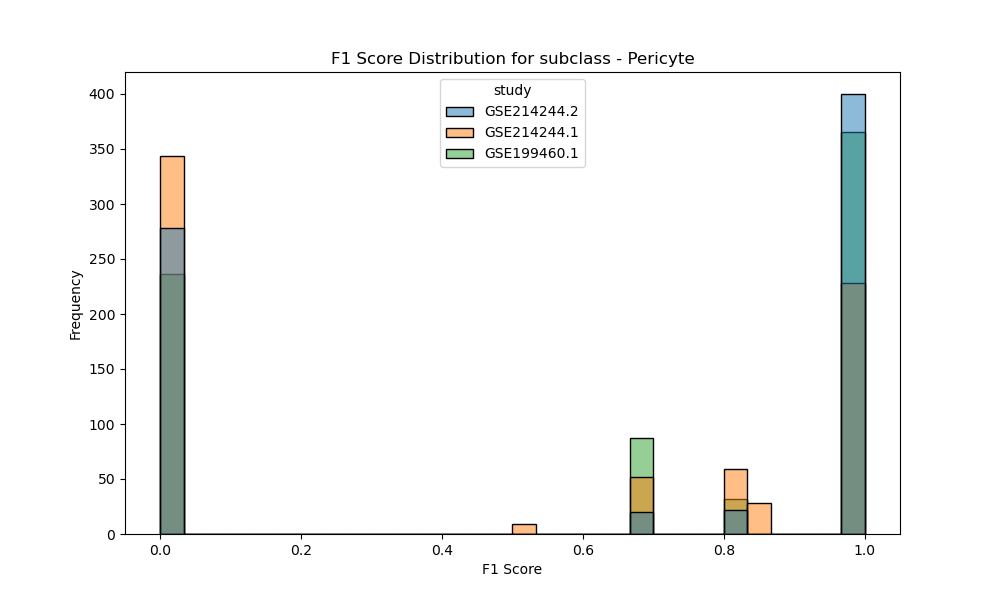 F1 Score Distribution for subclass - Pericyte
study
GSE214244.2
GSE214244.1
GSE199460.1
Frequency
400
350
300
250
200
150
100
50
0
0.0 0.2 0.4 0.6 0.8 1.0
F1 Score